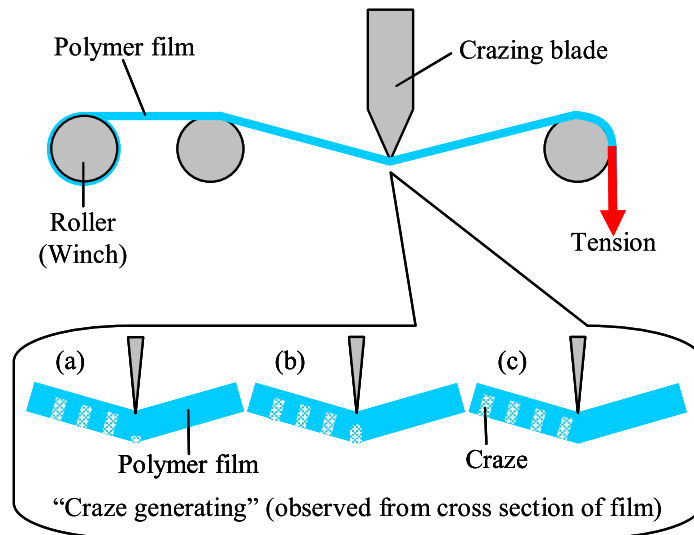 Polymer film
Crazing blade
Roller
(Winch)
Tension
(a)
(b)
(c)
Polymer film
Craze
“Craze generating” (observed from cross section of film)